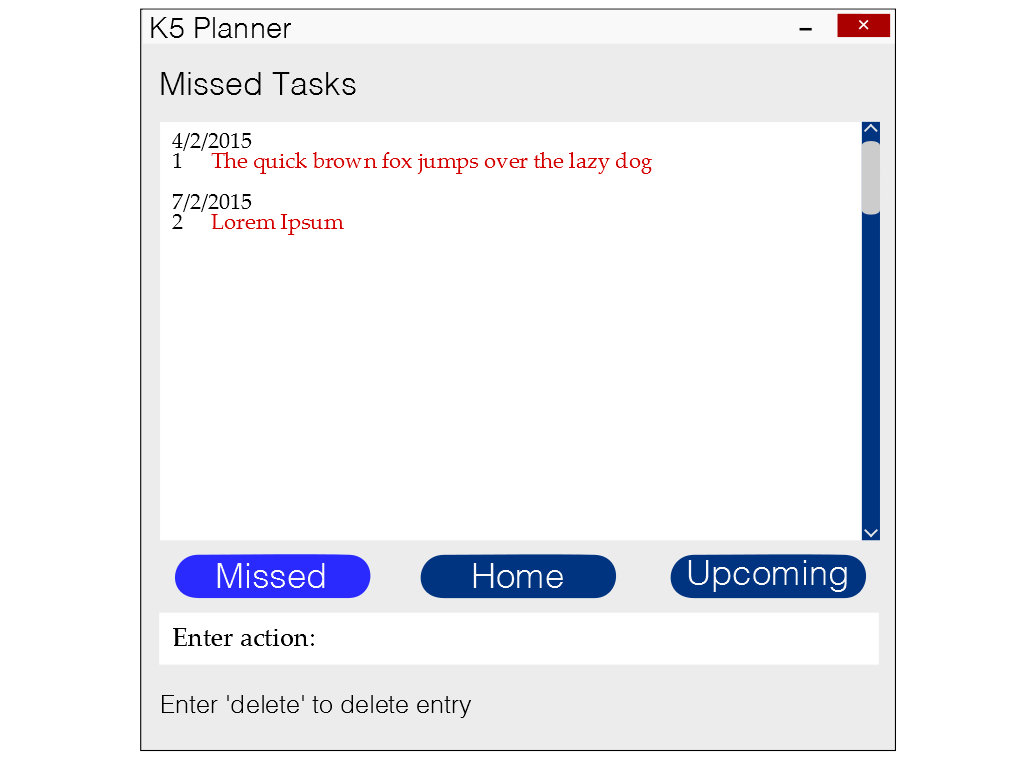 K5 Planner
Missed Tasks
4/2/2015
1 The quick brown fox jumps over the lazy dog
7/2/2015
2 Lorem Ipsum
Missed
Home
Upcoming
Enter action:
Enter 'delete' to delete entry